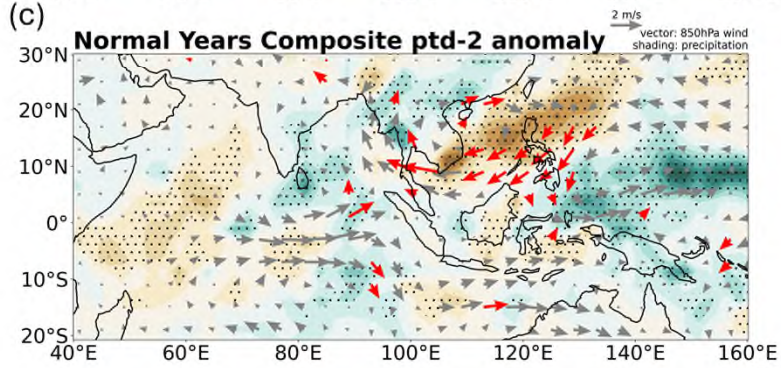 (c)
2 m/s
Normal Years Composite ptd-2 anomaly
vector: 850hPa wind
shading: precipitation
30°N
20°N
10°N
0°
10°S
20°S
40°E 60°E 80°E 100°E 120°E 140°E 160°E